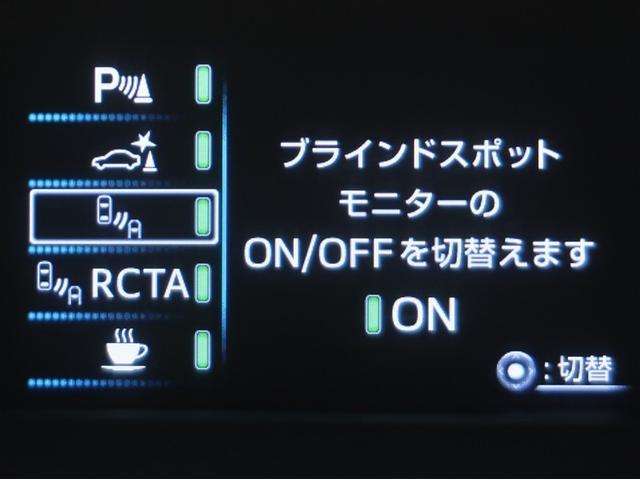 P
RCTA
ブラインドスポット
モニターの
ON/OFFを切替えます
ON
:切替